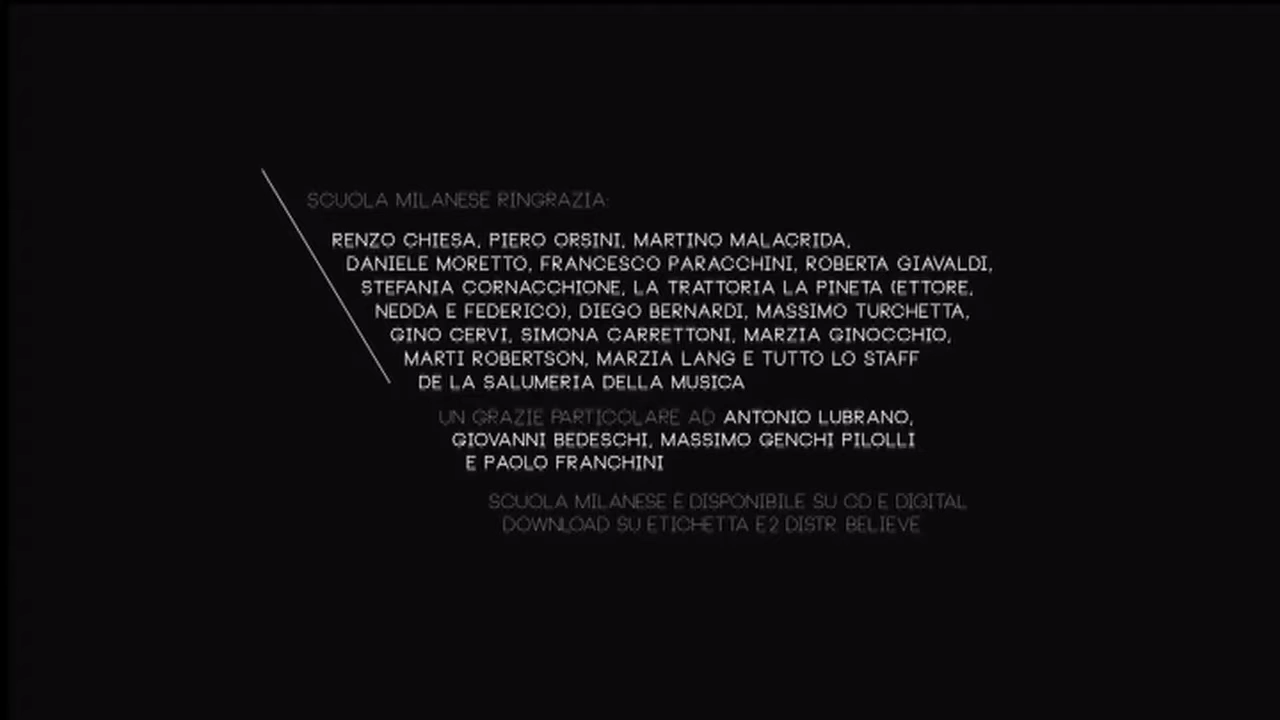 SCUOLA MILANESE RINGRAZIA:
RENZO CHIESA, PIERO ORSINI, MARTINO MALACRIDA,
DANIELE MORETTO, FRANCESCO PARACCHINI, ROBERTA GIAVALDI,
STEFANIA CORNACCHIONE, LA TRATTORIA LA PINETA (ETTORE,
NEDDA E FEDERICO), DIEGO BERNARDI, MASSIMO TURCHETTA,
GINO CERVI, SIMONA CARRETTONI, MARZIA GINOCCHIO,
MARTI ROBERTSON, MARZIA LANG E TUTTO LO STAFF
DE LA SALUMERIA DELLA MUSICA
UN GRAZIE PARTICOLARE AD ANTONIO LUBRANO,
GIOVANNI BEDESCHI, MASSIMO GENCHI PILOLLI
E PAOLO FRANCHINI
SCUOLA MILANESE È DISPONIBILE SU CD E DIGITAL
DOWNLOAD SU ETICHETTA E2 DISTR. BELIEVE